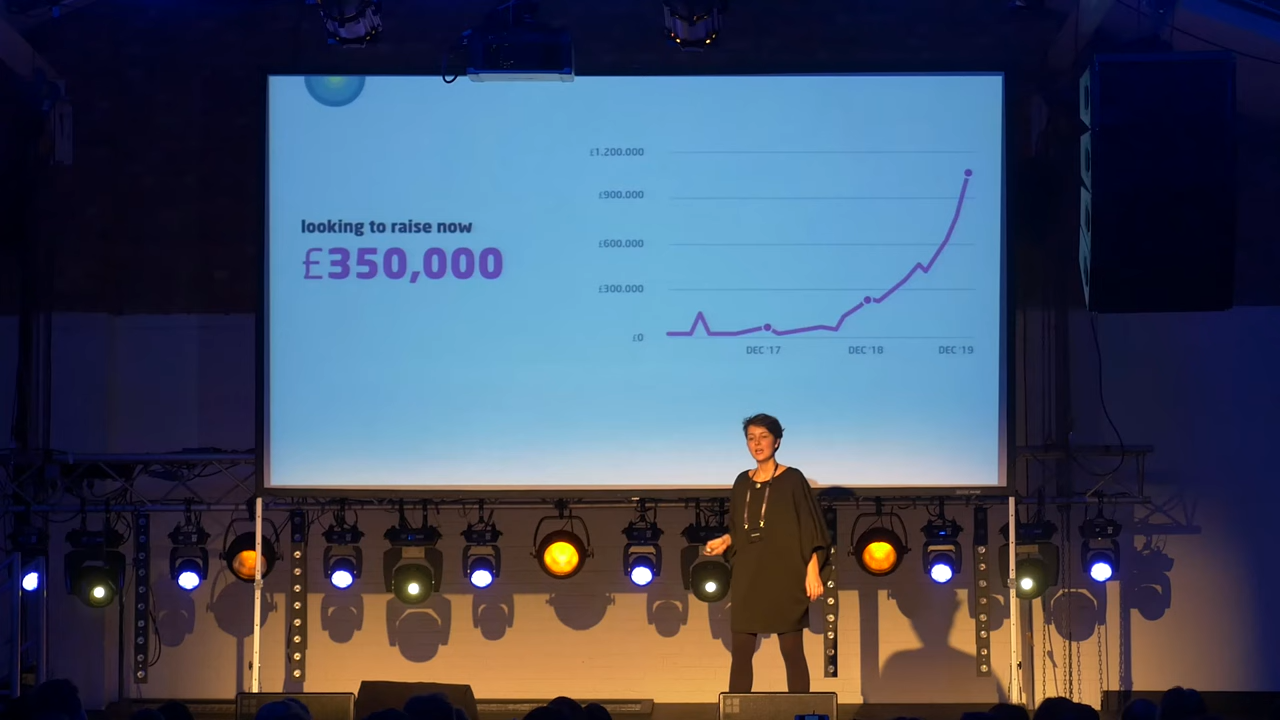 looking to raise now
£350,000
£1.200.000
£900.000
£600.000
£300.000
£0
DEC '17
DEC '18
DEC '19